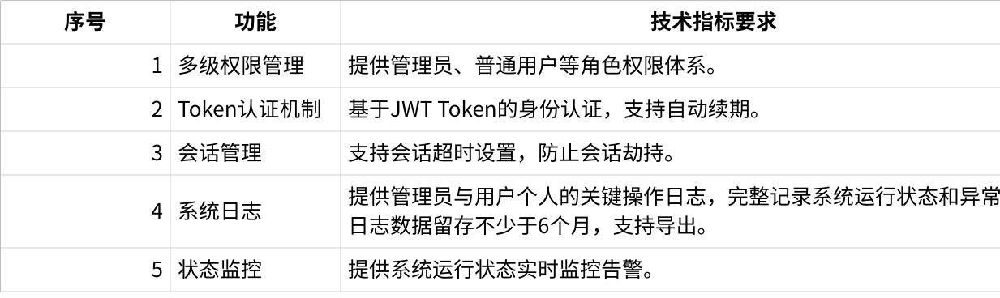 序号 功能 技术指标要求
1 多级权限管理 提供管理员、普通用户等角色权限体系。
2 Token认证机制 基于JWT Token的身份认证，支持自动续期。
3 会话管理 支持会话超时设置，防止会话劫持。
4 系统日志 提供管理员与用户个人的关键操作日志，完整记录系统运行状态和异常
日志数据留存不少于6个月，支持导出。
5 状态监控 提供系统运行状态实时监控告警。